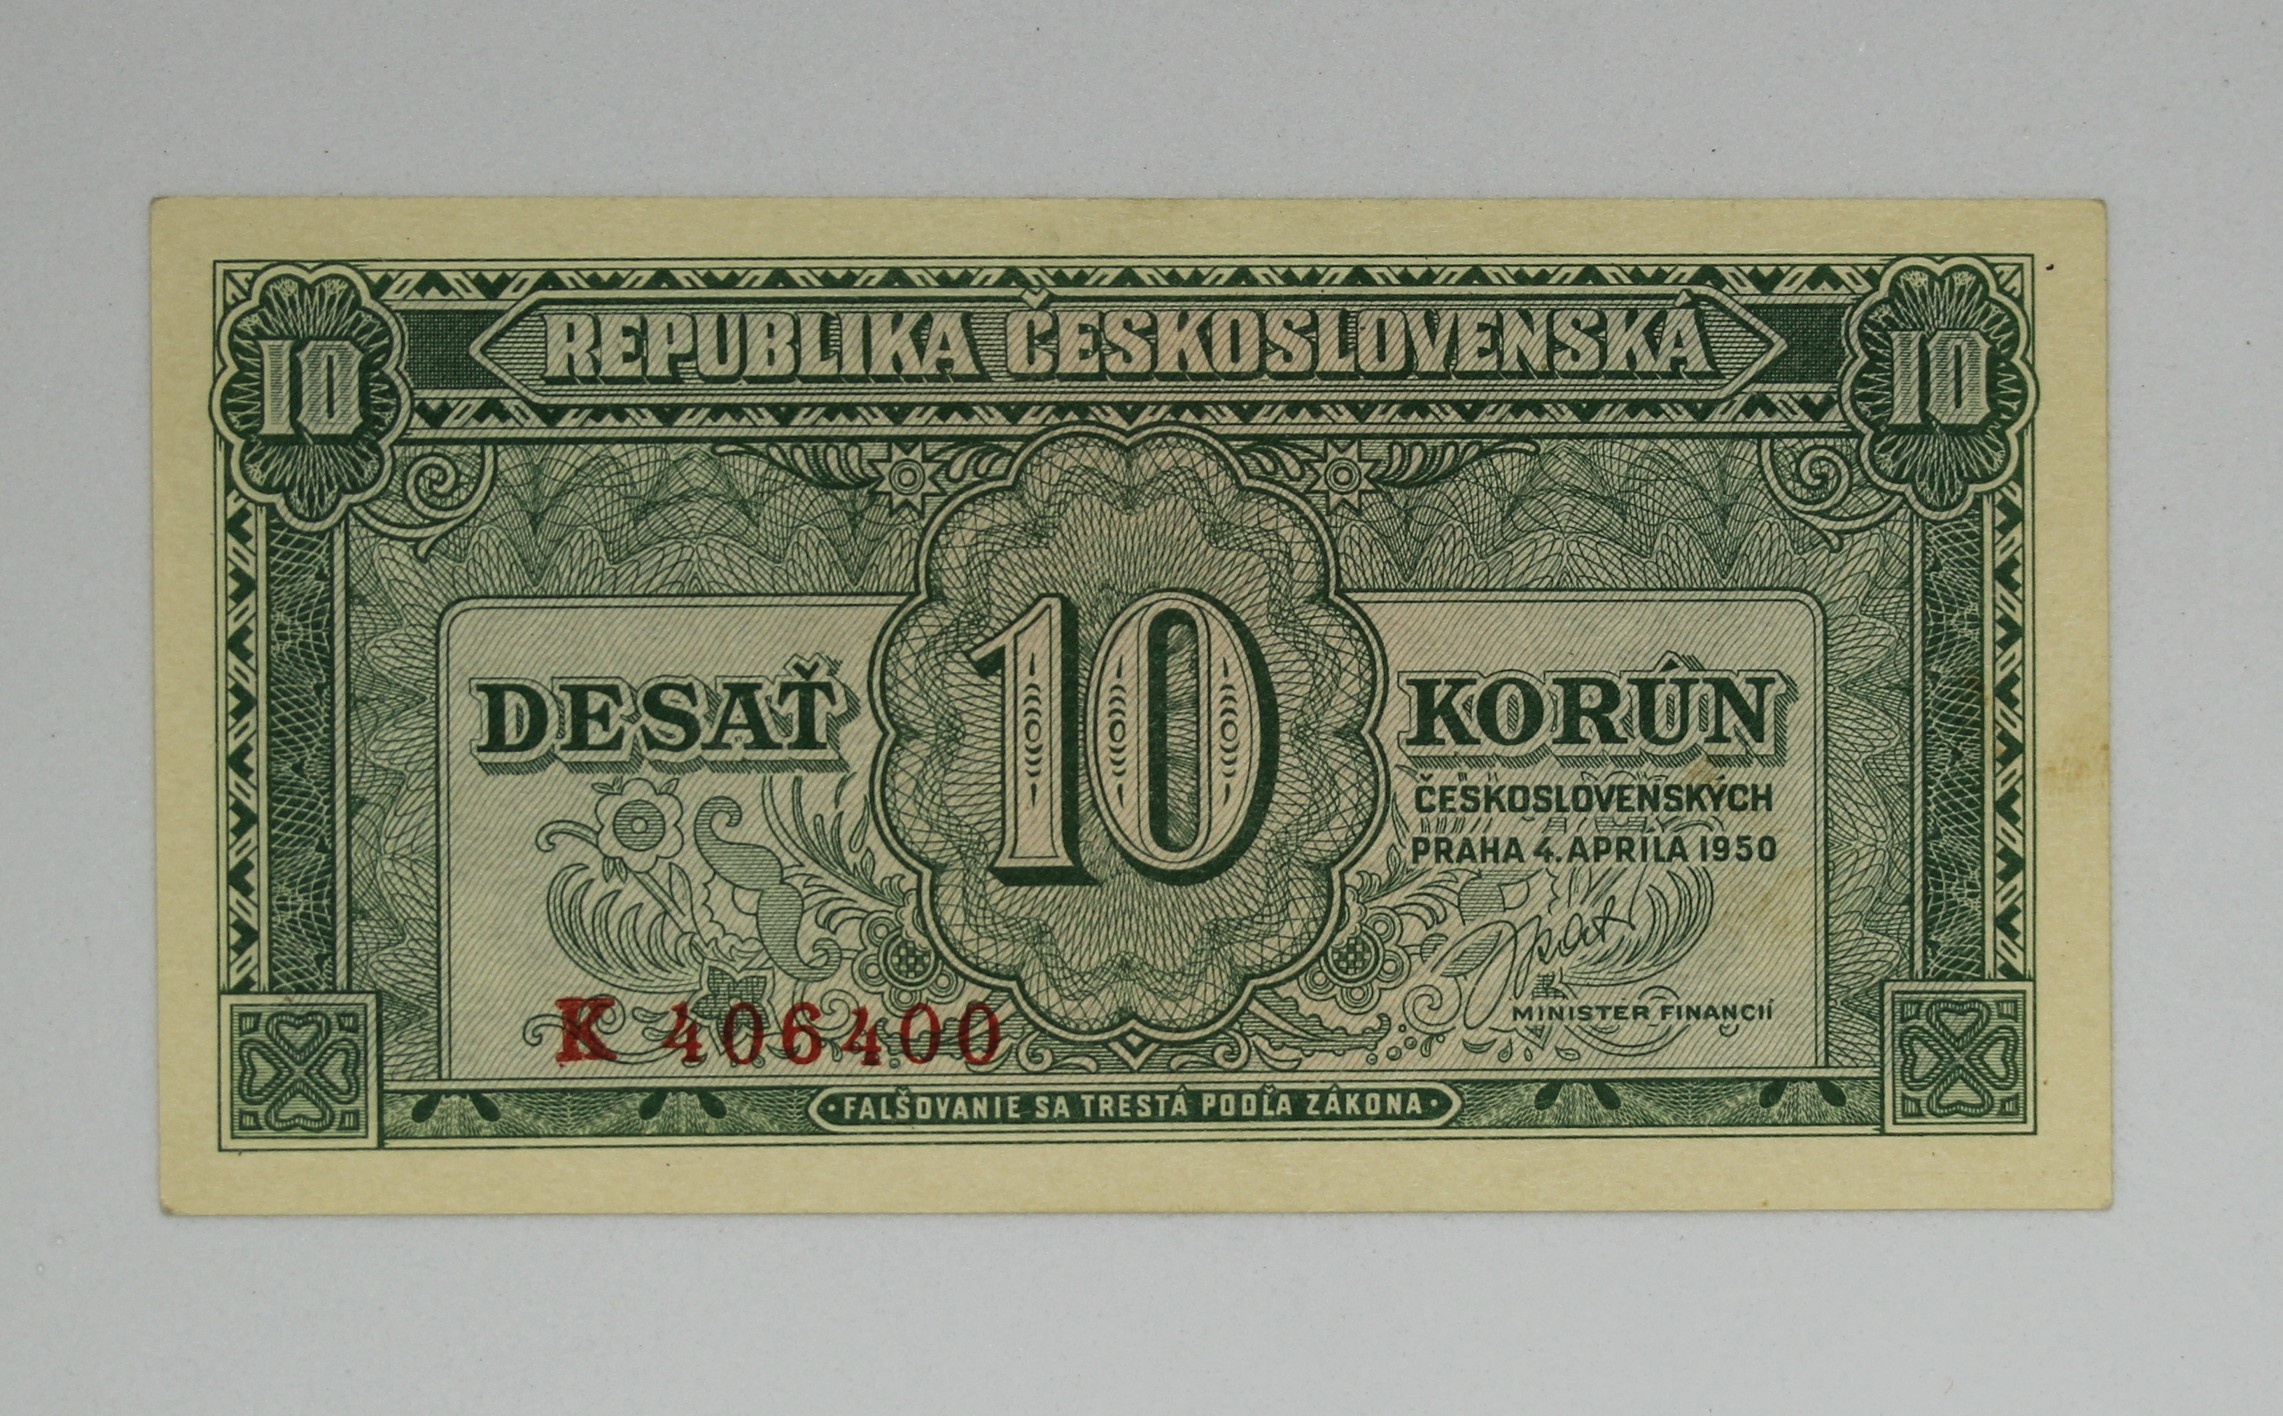 10 REPUBLIKA ČESKOSLOVENSKÁ 10
DESAŤ 10 KORÚN
ČESKOSLOVENSKÝCH
PRAHA 4. APRÍLA 1950
MINISTER FINANCIÍ
K 406400
FALŠOVANIE SA TRESTÁ PODĽA ZÁKONA